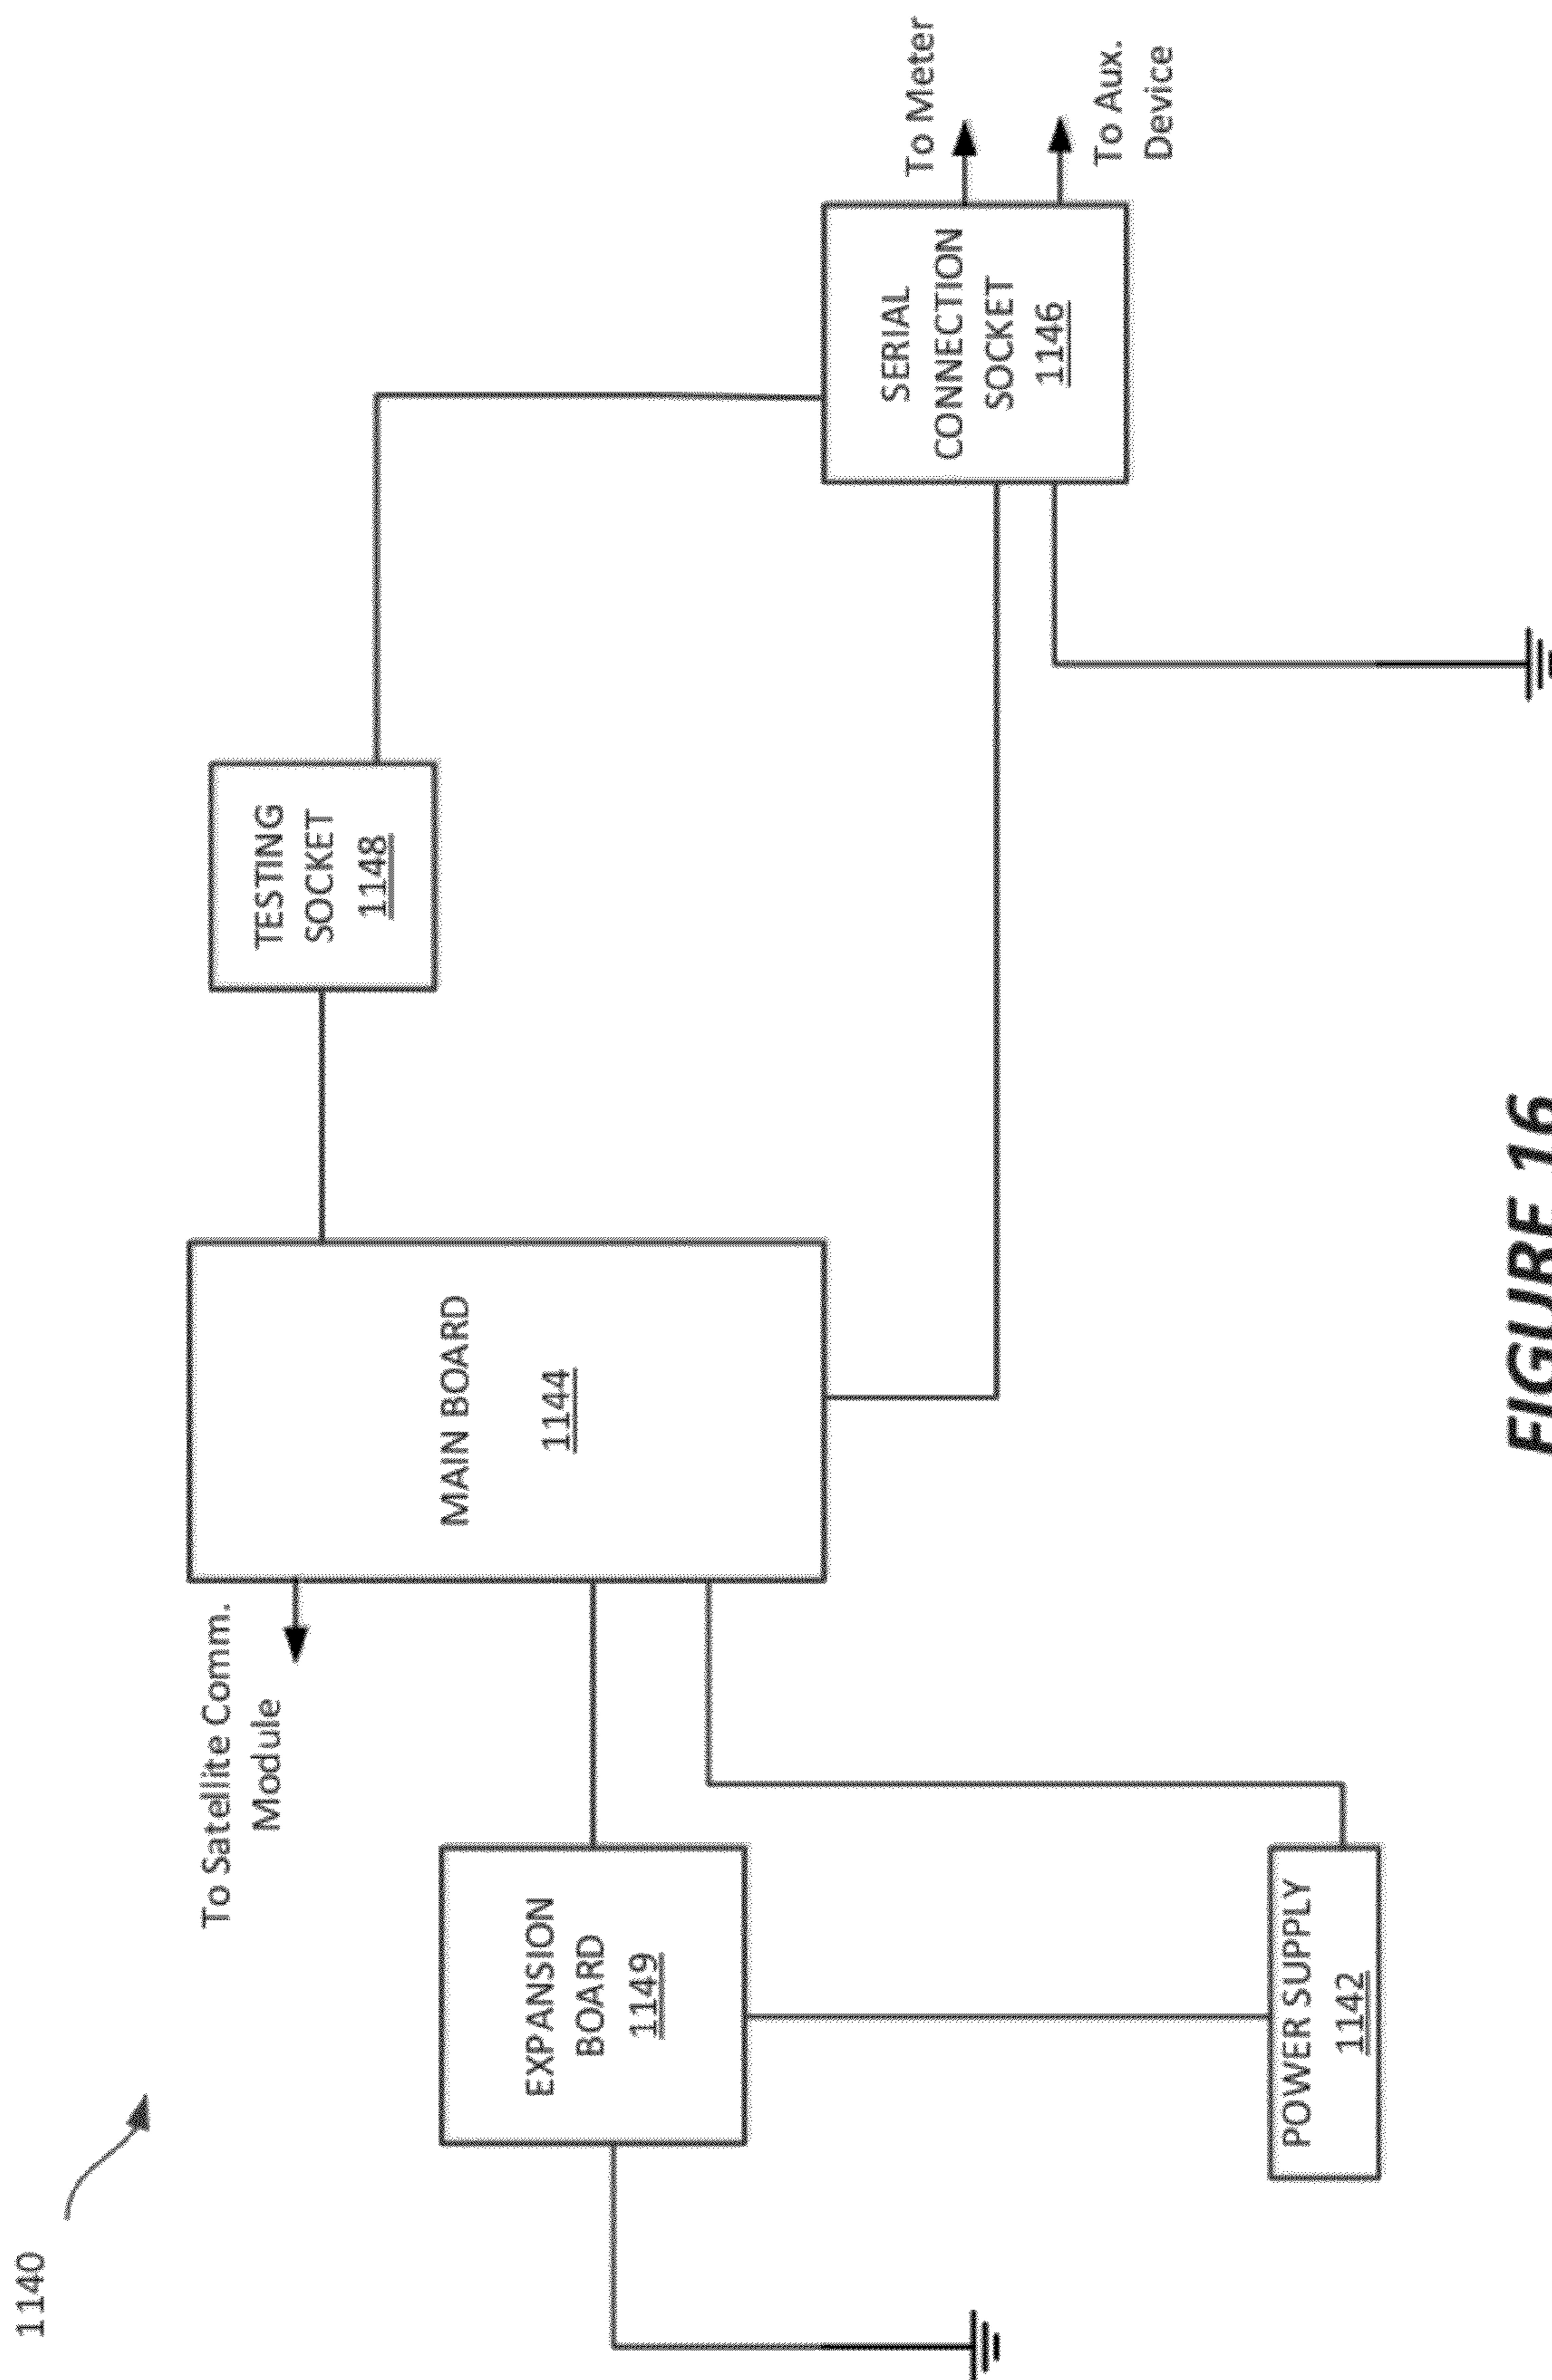 1140
To Satellite Comm.
Module
EXPANSION
BOARD
1149
POWER SUPPLY
1142
MAIN BOARD
1144
TESTING
SOCKET
1148
SERIAL
CONNECTION
SOCKET
1146
To Meter
To Aux.
Device
FIGURE 16